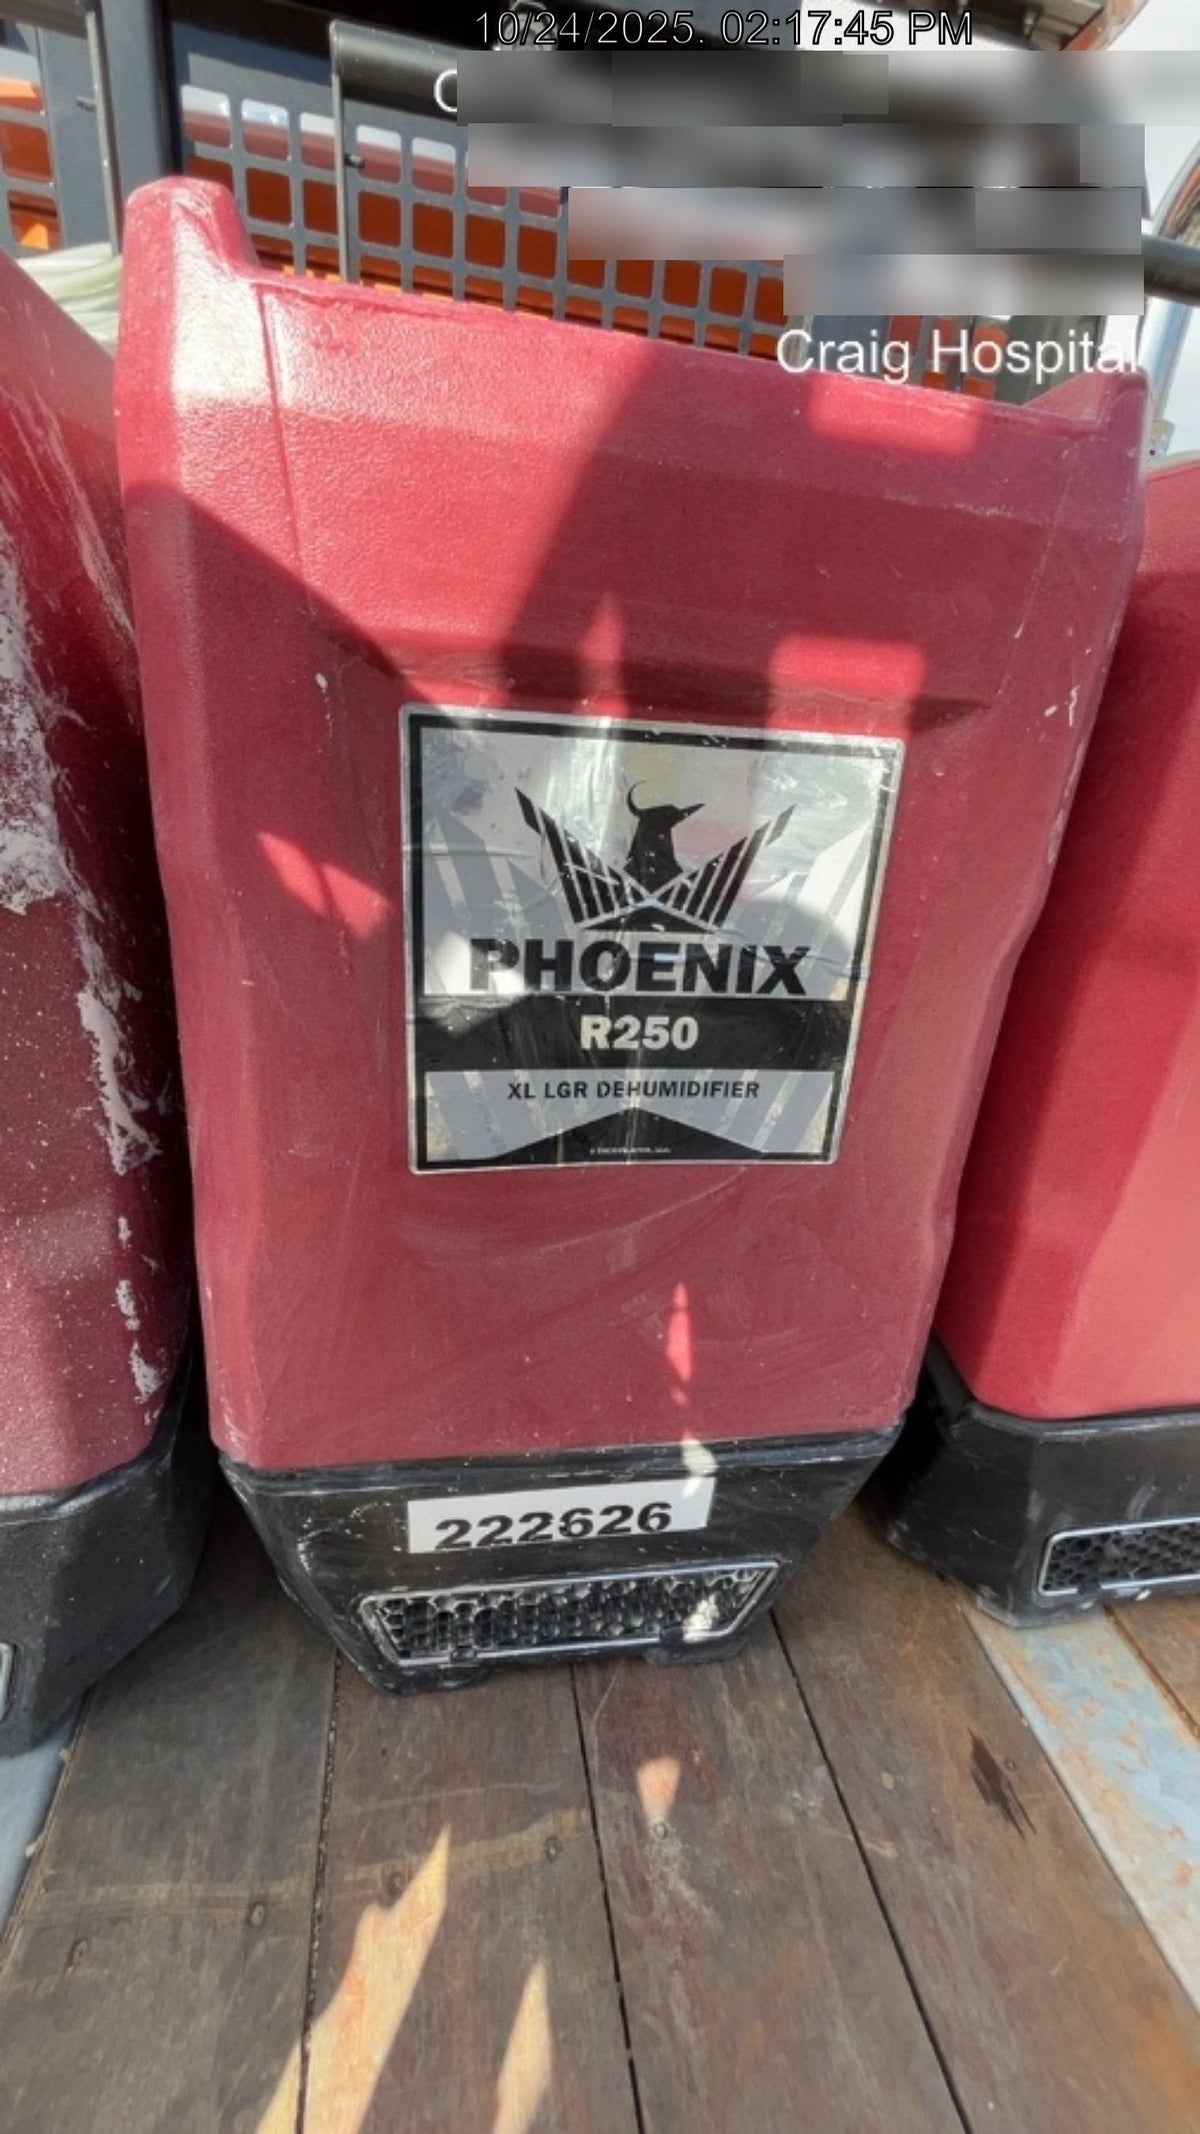 10/24/2025. 02:17:45 PM
C
Craig Hospital
PHOENIX
R250
XL LGR DEHUMIDIFIER
222626